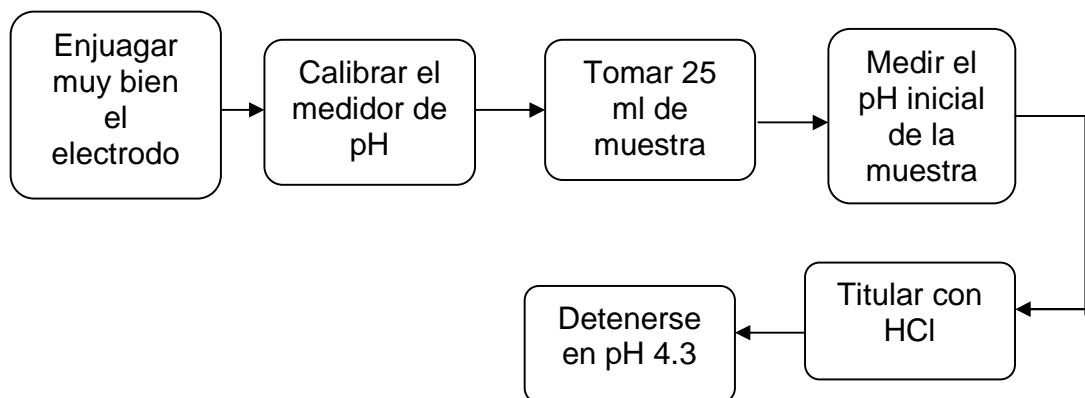 Enjuagar
muy bien
el
electrodo
Calibrar el
medidor de
pH
Tomar 25
ml de
muestra
Medir el
pH inicial
de la
muestra
Titular con
HCl
Detenerse
en pH 4.3